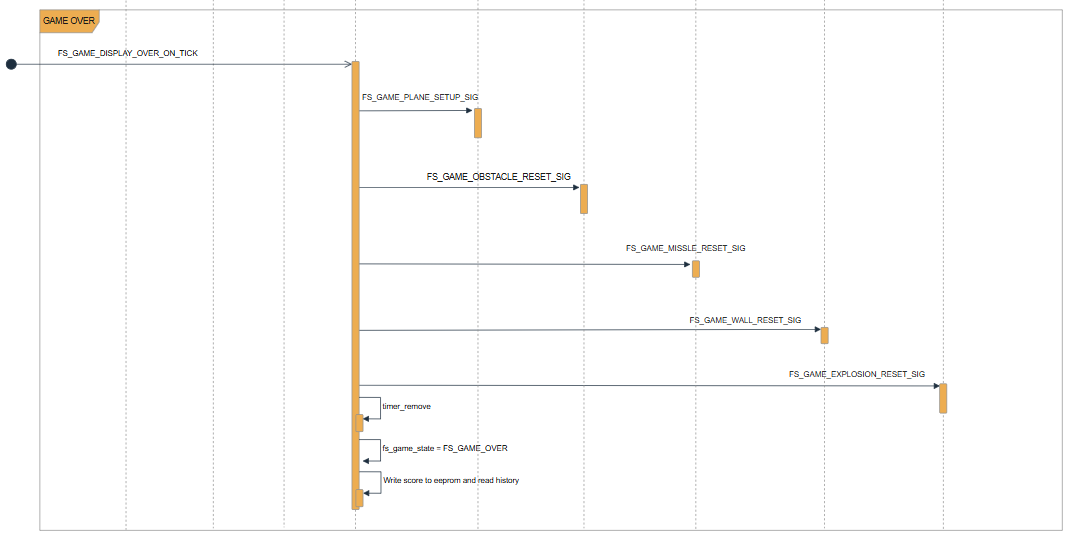 GAME OVER
FS_GAME_DISPLAY_OVER_ON_TICK
FS_GAME_PLANE_SETUP_SIG
FS_GAME_OBSTACLE_RESET_SIG
FS_GAME_MISSLE_RESET_SIG
FS_GAME_WALL_RESET_SIG
FS_GAME_EXPLOSION_RESET_SIG
timer_remove
fs_game_state = FS_GAME_OVER
Write score to eeprom and read history